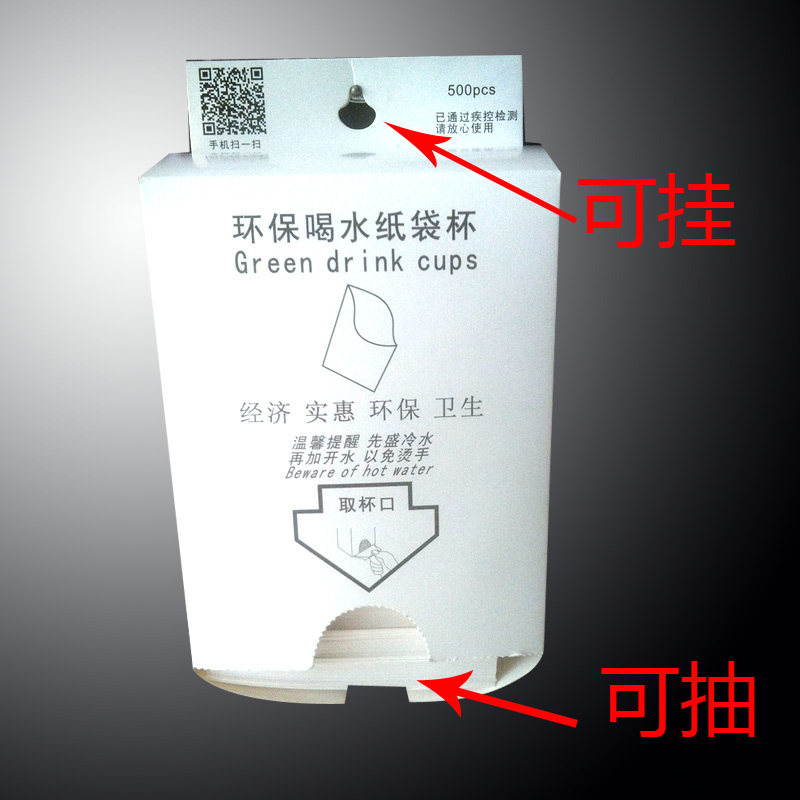 500pcs
已通过疾控检测
请放心使用
手机扫一扫
可挂
环保喝水纸袋杯
Green drink cups
经济 实惠 环保 卫生
温馨提醒 先盛冷水
再加开水 以免烫手
Beware of hot water
取杯口
可抽